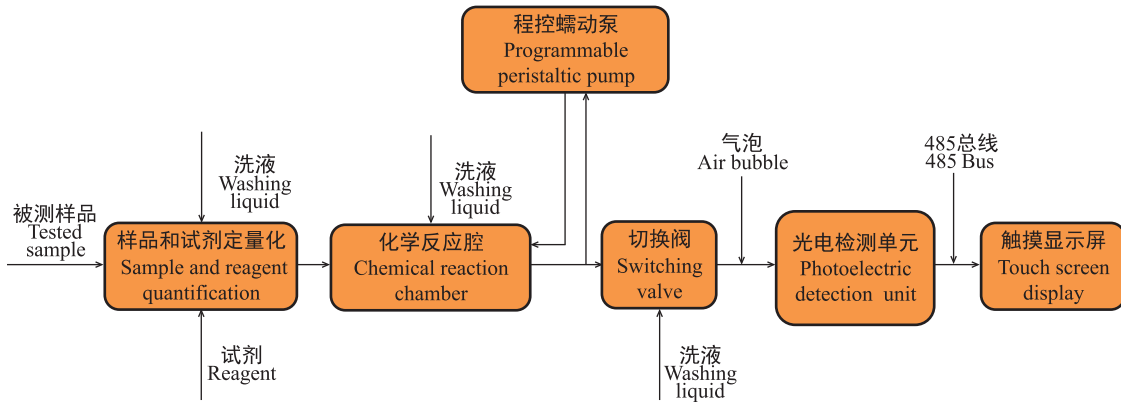 程控蠕动泵
Programmable
peristaltic pump
洗液
Washing
liquid
洗液
Washing
liquid
气泡
Air bubble
485总线
485 Bus
被测样品
Tested
sample
样品和试剂定量化
Sample and reagent
quantification
化学反应腔
Chemical reaction
chamber
切换阀
Switching
valve
光电检测单元
Photoelectric
detection unit
触摸显示屏
Touch screen
display
试剂
Reagent
洗液
Washing
liquid